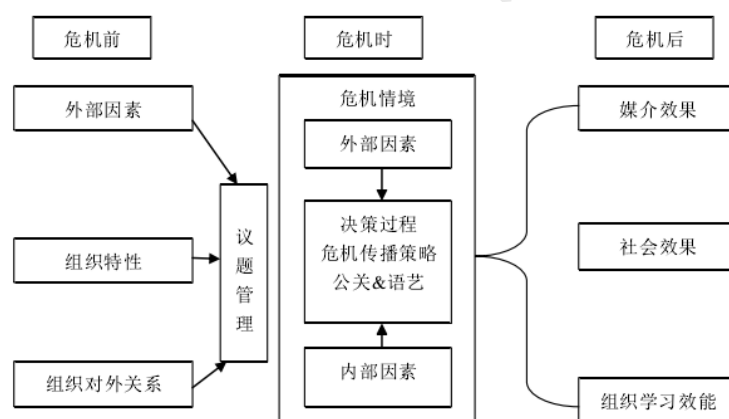 危机前
危机时
危机后
外部因素
危机情境
媒介效果
外部因素
议
题
管
理
决策过程
危机传播策略
公关&语艺
组织特性
社会效果
组织对外关系
内部因素
组织学习效能